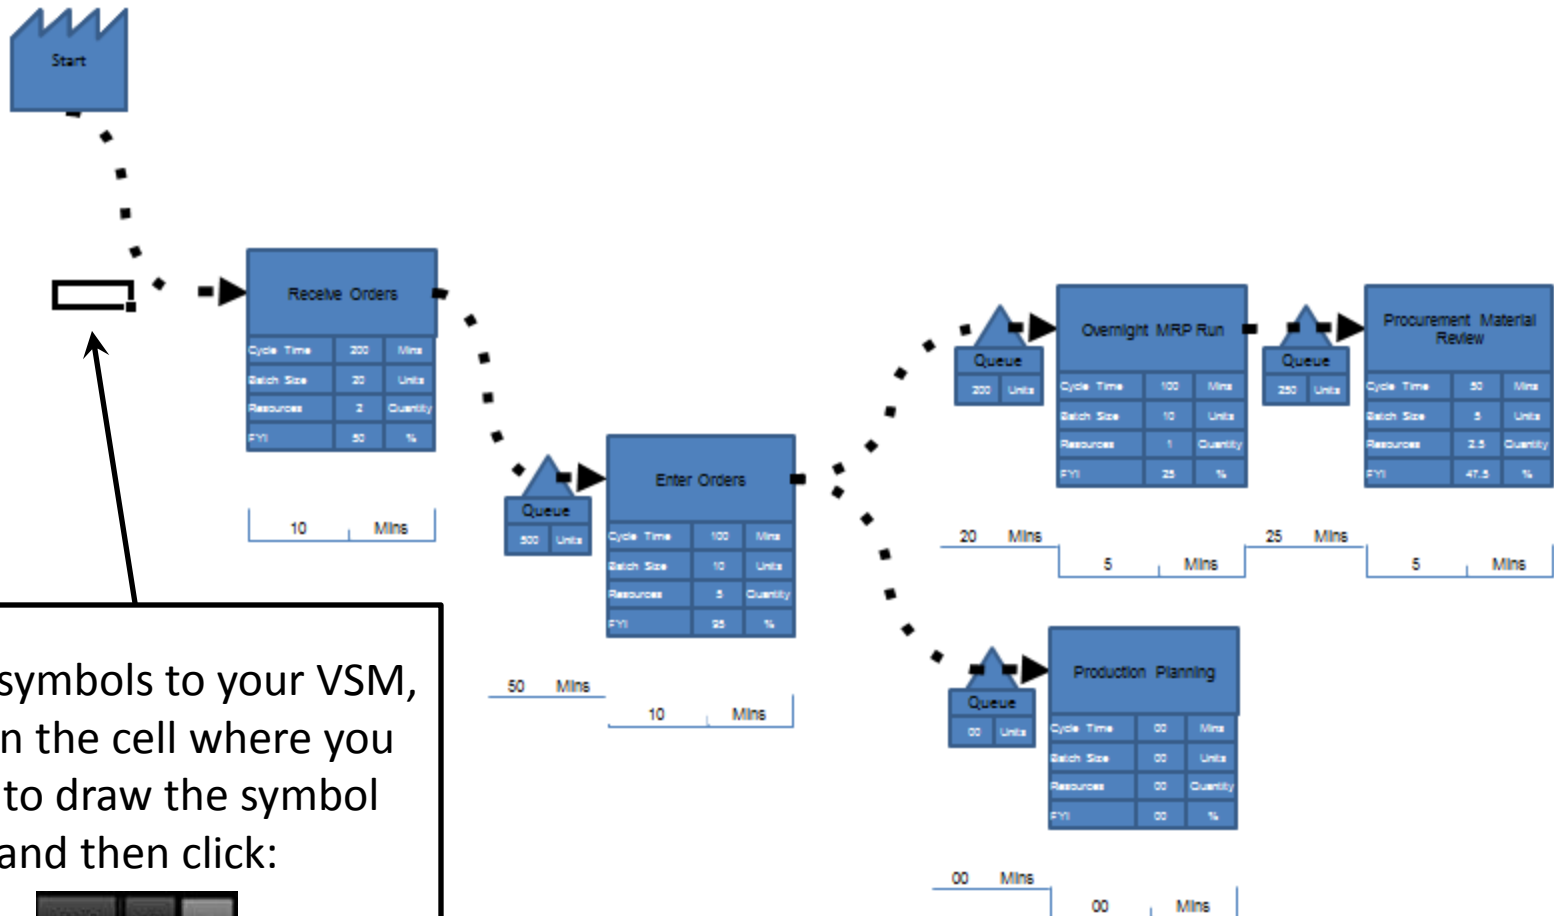 Start
Receive Orders
Cycle Time 200 Mins
Batch Size 20 Units
Resources 2 Quantity
FYI 50 %
10 Mins
Queue
500 Units
Enter Orders
Cycle Time 100 Mins
Batch Size 10 Units
Resources 5 Quantity
FYI 95 %
50 Mins
10 Mins
Queue
200 Units
Overnight MRP Run
Cycle Time 100 Mins
Batch Size 10 Units
Resources 1 Quantity
FYI 25 %
20 Mins
5 Mins
Queue
250 Units
Procurement Material
Review
Cycle Time 50 Mins
Batch Size 5 Units
Resources 2.5 Quantity
FYI 47.5 %
25 Mins
5 Mins
Queue
00 Units
Production Planning
Cycle Time 00 Mins
Batch Size 00 Units
Resources 00 Quantity
FYI 00 %
00 Mins
00 Mins
symbols to your VSM,
n the cell where you
to draw the symbol
and then click: